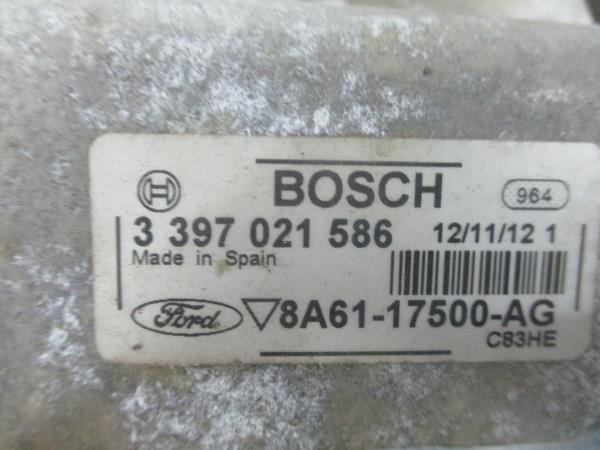 BOSCH 964
3 397 021 586 12/11/12 1
Made in Spain
Ford 8A61-17500-AG
C83HE